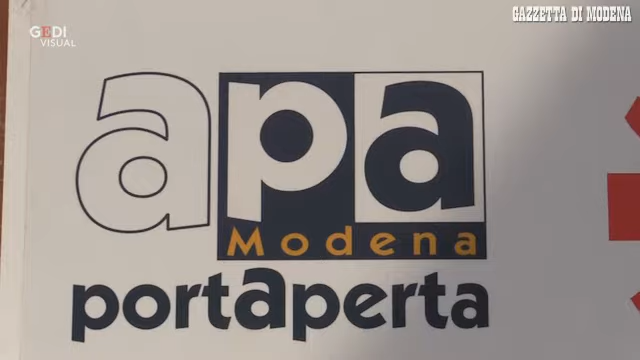 GEDI
VISUAL
GAZZETTA DI MODENA
apa
Modena
portAperta